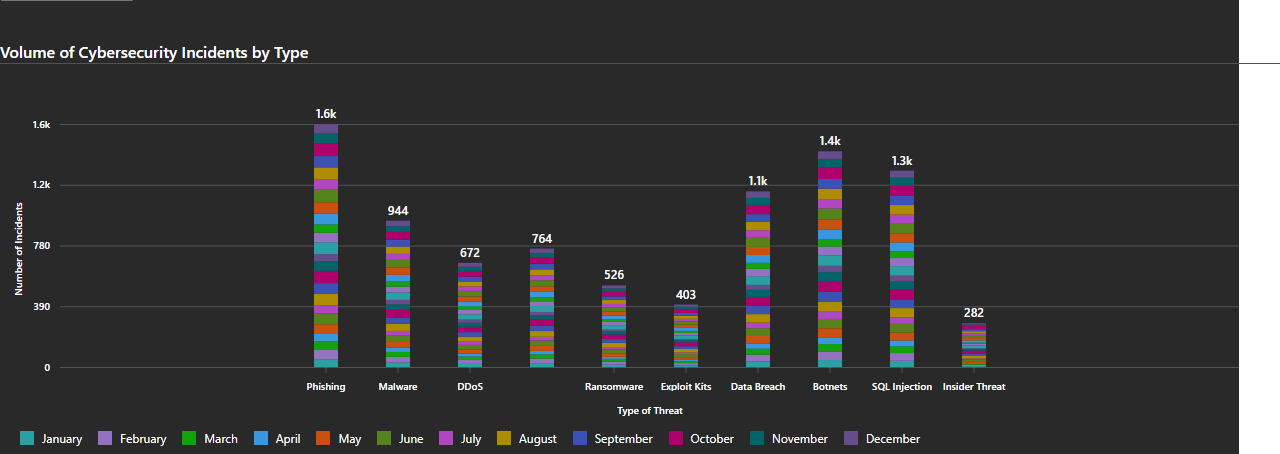 Volume of Cybersecurity Incidents by Type
1.6k
1.6k
1.4k
1.3k
1.2k
1.1k
944
780
764
672
526
403
390
282
0
Number of Incidents
Phishing Malware DDoS Ransomware Exploit Kits Data Breach Botnets SQL Injection Insider Threat
Type of Threat
January February March April May June July August September October November December